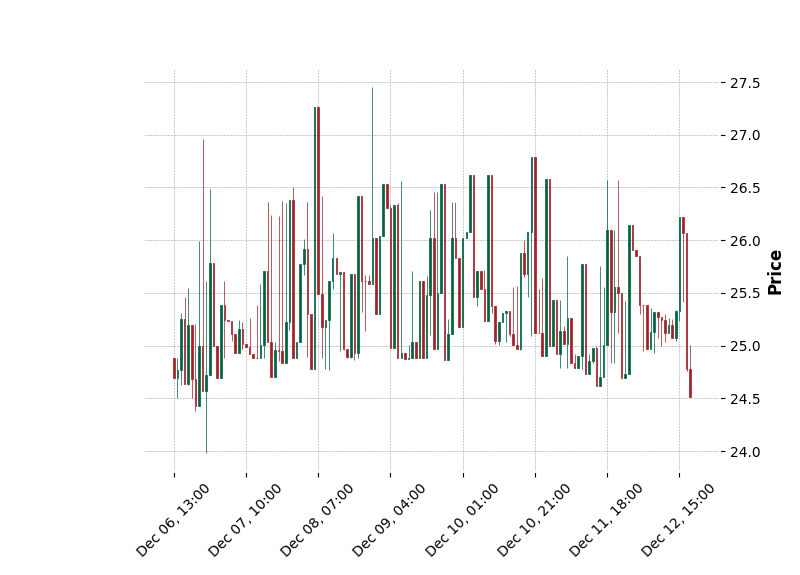 27.5
27.0
26.5
26.0
25.5
25.0
24.5
24.0
Price
Dec 06, 13:00
Dec 07, 10:00
Dec 08, 07:00
Dec 09, 04:00
Dec 10, 01:00
Dec 10, 21:00
Dec 11, 18:00
Dec 12, 15:00